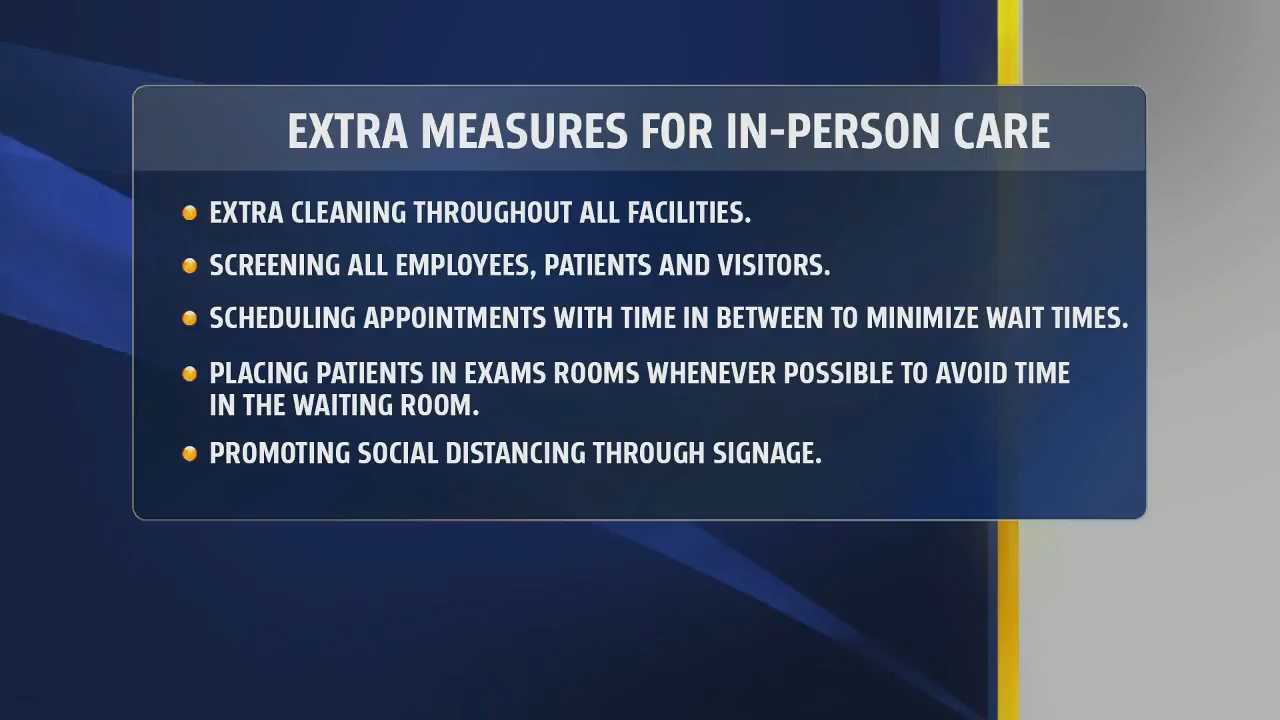 EXTRA MEASURES FOR IN-PERSON CARE
EXTRA CLEANING THROUGHOUT ALL FACILITIES.
SCREENING ALL EMPLOYEES, PATIENTS AND VISITORS.
SCHEDULING APPOINTMENTS WITH TIME IN BETWEEN TO MINIMIZE WAIT TIMES.
PLACING PATIENTS IN EXAMS ROOMS WHENEVER POSSIBLE TO AVOID TIME
IN THE WAITING ROOM.
PROMOTING SOCIAL DISTANCING THROUGH SIGNAGE.